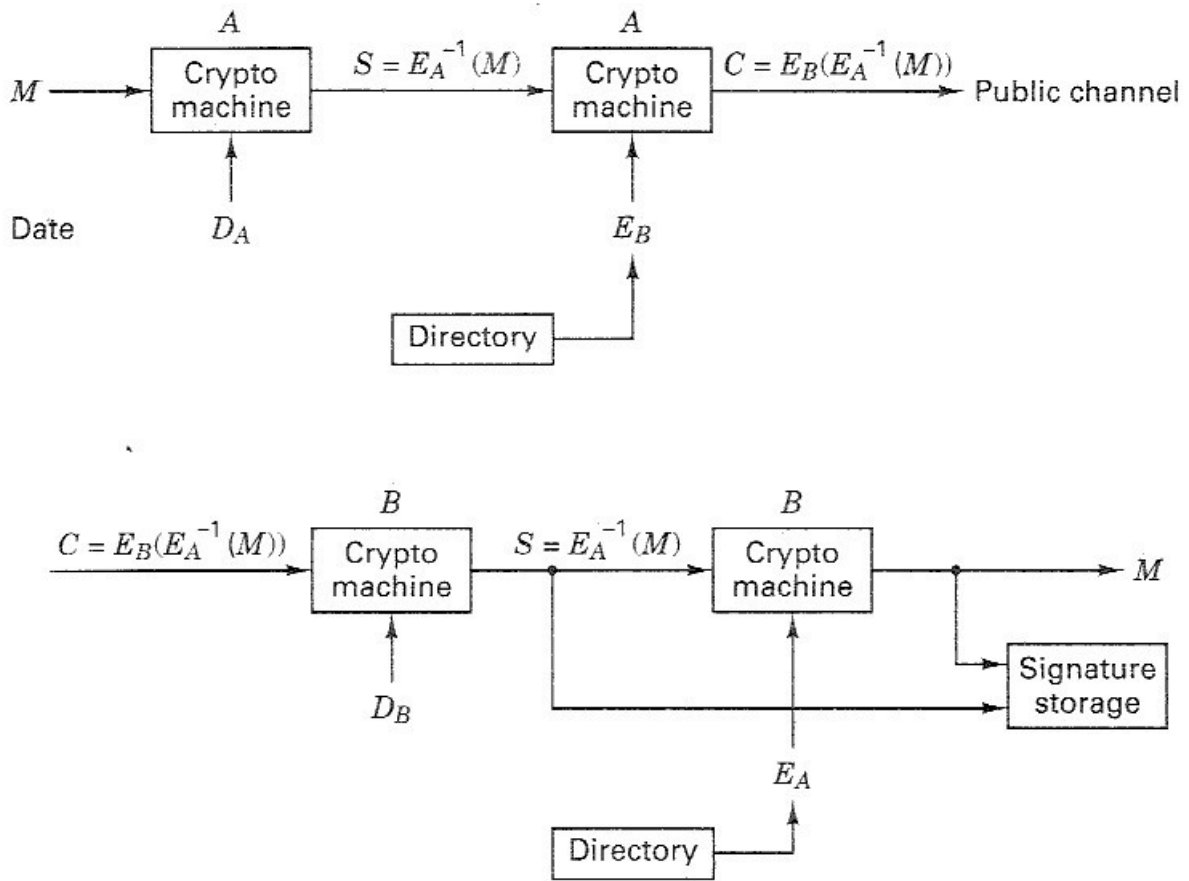 A
A
M
Crypto
machine
S = E_A^{-1}(M)
Crypto
machine
C = E_B(E_A^{-1}(M))
Public channel
Date
D_A
E_B
Directory
B
B
C = E_B(E_A^{-1}(M))
Crypto
machine
S = E_A^{-1}(M)
Crypto
machine
M
D_B
Signature
storage
E_A
Directory